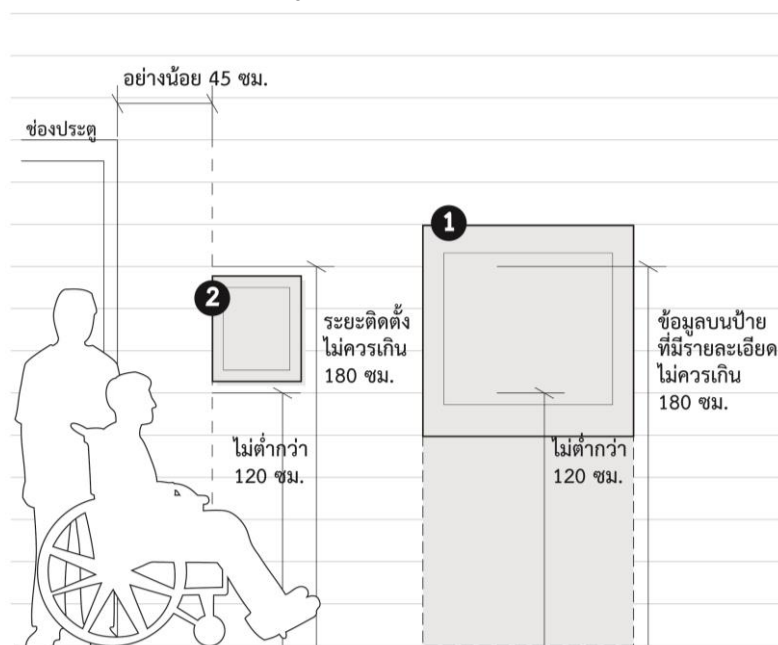 อย่างน้อย 45 ซม.
ช่องประตู
1
2
ระยะติดตั้ง
ไม่ควรเกิน
180 ซม.
ข้อมูลบนป้าย
ที่มีรายละเอียด
ไม่ควรเกิน
180 ซม.
ไม่ต่ำกว่า
120 ซม.
ไม่ต่ำกว่า
120 ซม.